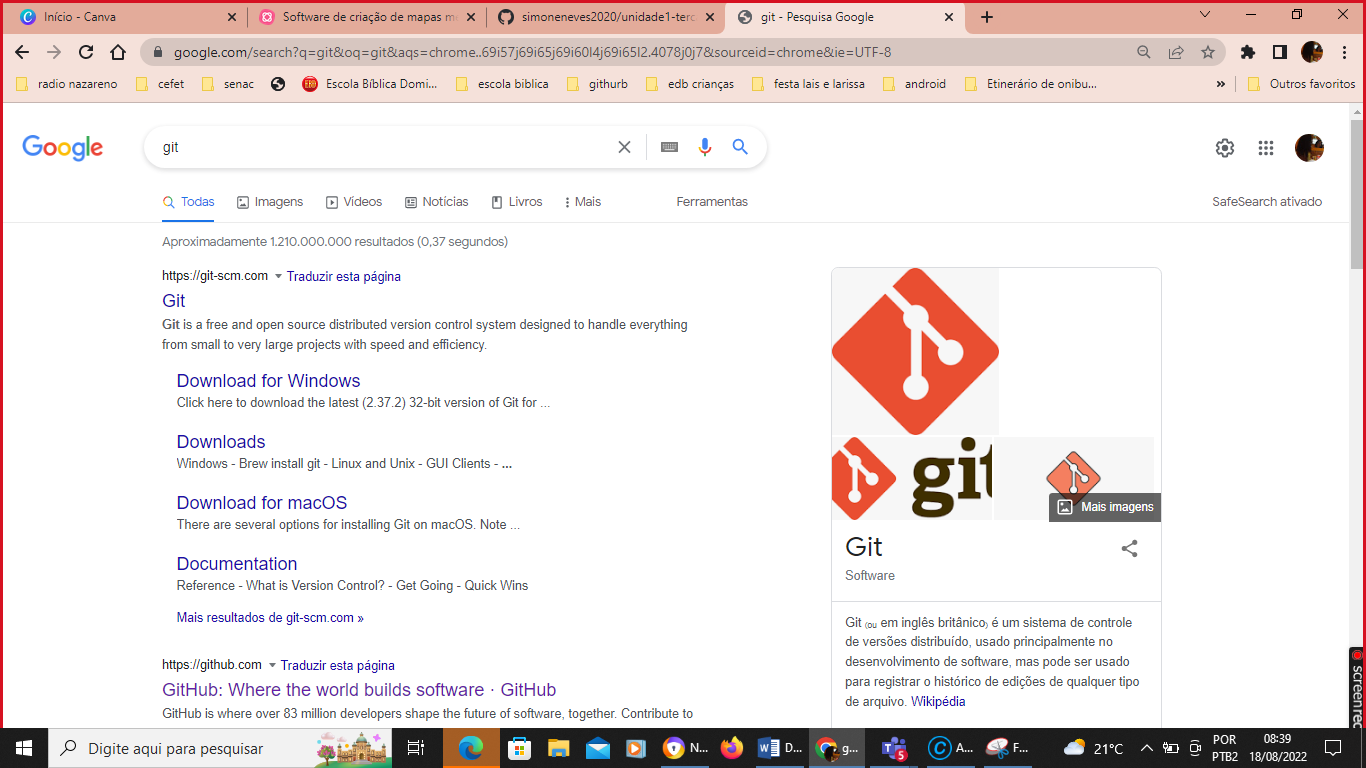 Início - Canva
Software de criação de mapas me
simoneneves2020/unidade1-terc
git - Pesquisa Google
google.com/search?q=git&oq=git&aqs=chrome..69i57j69i65j69i60l4j69i65l2.4078j0j7&sourceid=chrome&ie=UTF-8
radio nazareno
cefet
senac
EBD
Escola Bíblica Domi...
escola biblica
githurb
edb crianças
festa lais e larissa
android
Etinerário de onibu...
»
Outros favoritos
Google
git
Todas
Imagens
Vídeos
Notícias
Livros
Mais
Ferramentas
SafeSearch ativado
Aproximadamente 1.210.000.000 resultados (0,37 segundos)
https://git-scm.com Traduzir esta página
Git
Git is a free and open source distributed version control system designed to handle everything
from small to very large projects with speed and efficiency.
Download for Windows
Click here to download the latest (2.37.2) 32-bit version of Git for ...
Downloads
Windows - Brew install git - Linux and Unix - GUI Clients - ...
Download for macOS
There are several options for installing Git on macOS. Note ...
Documentation
Reference - What is Version Control? - Get Going - Quick Wins
Mais resultados de git-scm.com »
https://github.com Traduzir esta página
GitHub: Where the world builds software · GitHub
GitHub is where over 83 million developers shape the future of software, together. Contribute to
git
Mais imagens
Git
Software
Git (ou em inglês britânico) é um sistema de controle
de versões distribuído, usado principalmente no
desenvolvimento de software, mas pode ser usado
para registrar o histórico de edições de qualquer tipo
de arquivo. Wikipédia
screenrec
Digite aqui para pesquisar
N...
D...
g...
5
A...
F...
21°C
POR
PTB2
08:39
18/08/2022